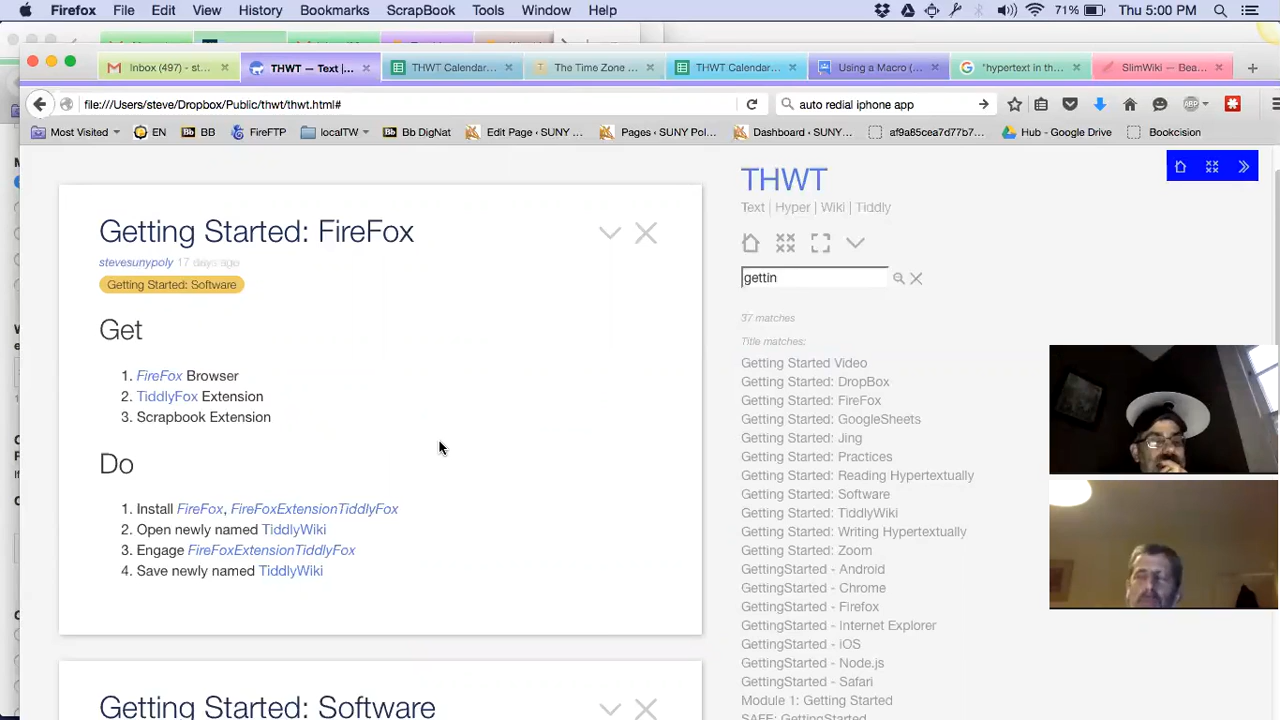 Firefox File Edit View History Bookmarks ScrapBook Tools Window Help 71% Thu 5:00 PM
Inbox (497) - st... THWT — Text |... THWT Calendar... The Time Zone ... THWT Calendar... Using a Macro (... "hypertext in th... SlimWiki — Bea...
file:///Users/steve/Dropbox/Public/thwt/thwt.html# auto redial iphone app ABP
Most Visited EN Bb BB FireFTP localTW Bb Bb DigNat Edit Page - SUNY ... Pages - SUNY Pol... Dashboard - SUNY... af9a85cea7d77b7... Hub - Google Drive Bookcision
Getting Started: FireFox
stevesunypoly 17 days ago
Getting Started: Software
Get
1. FireFox Browser
2. TiddlyFox Extension
3. Scrapbook Extension
Do
1. Install FireFox, FireFoxExtensionTiddlyFox
2. Open newly named TiddlyWiki
3. Engage FireFoxExtensionTiddlyFox
4. Save newly named TiddlyWiki
Getting Started: Software
THWT
Text | Hyper | Wiki | Tiddly
gettin
37 matches
Title matches:
Getting Started Video
Getting Started: DropBox
Getting Started: FireFox
Getting Started: GoogleSheets
Getting Started: Jing
Getting Started: Practices
Getting Started: Reading Hypertextually
Getting Started: Software
Getting Started: TiddlyWiki
Getting Started: Writing Hypertextually
Getting Started: Zoom
GettingStarted - Android
GettingStarted - Chrome
GettingStarted - Firefox
GettingStarted - Internet Explorer
GettingStarted - iOS
GettingStarted - Node.js
GettingStarted - Safari
Module 1: Getting Started
SAFE: GettingStarted